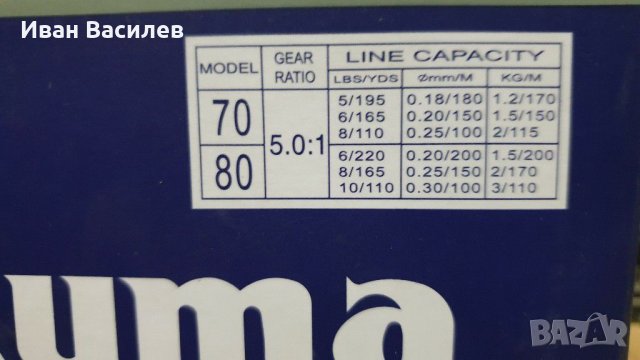 Иван Василев
MODEL GEAR RATIO LINE CAPACITY
LBS/YDS Ømm/M KG/M
70 5.0:1 5/195 0.18/180 1.2/170
6/165 0.20/150 1.5/150
8/110 0.25/100 2/115
80 6/220 0.20/200 1.5/200
8/165 0.25/150 2/170
10/110 0.30/100 3/110
uma
BAZAR